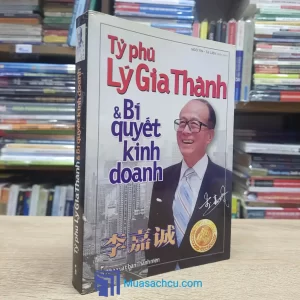 Tỷ phú
Lý Gia Thành
& Bí
quyết
kinh
doanh
李嘉诚
Tỷ phú Lý Gia Thành & Bí quyết kinh doanh
Muasachcu.com